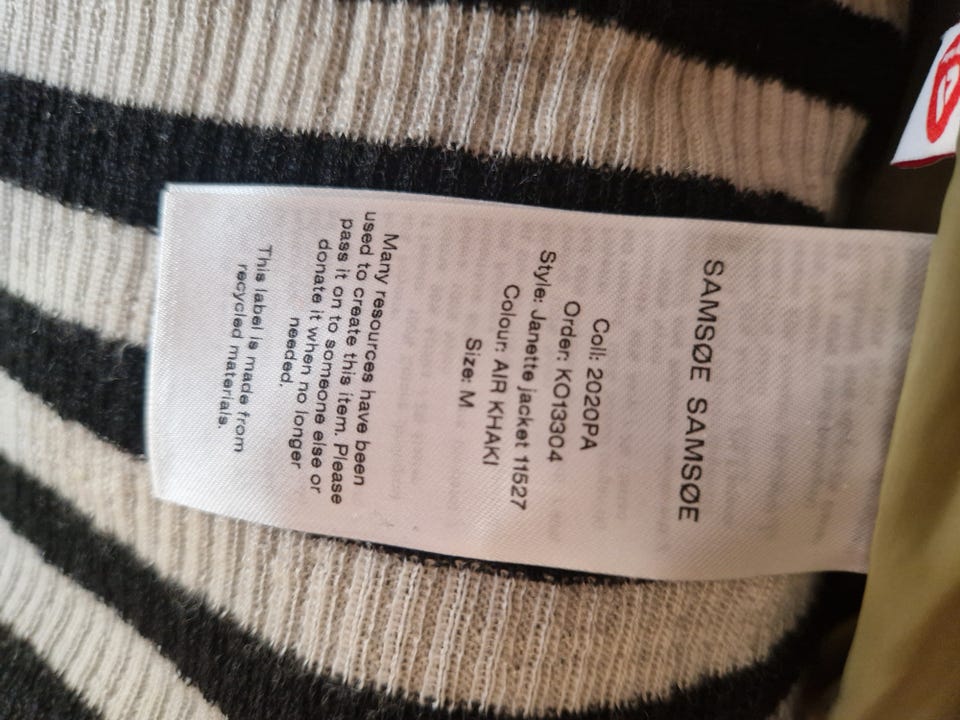 SAMSØE SAMSØE
Coll: 2020PA
Order: KO13304
Style: Janette jacket 11527
Colour: AIR KHAKI
Size: M
Many resources have been
used to create this item. Please
pass it on to someone else or
donate it when no longer
needed.
This label is made from
recycled materials.